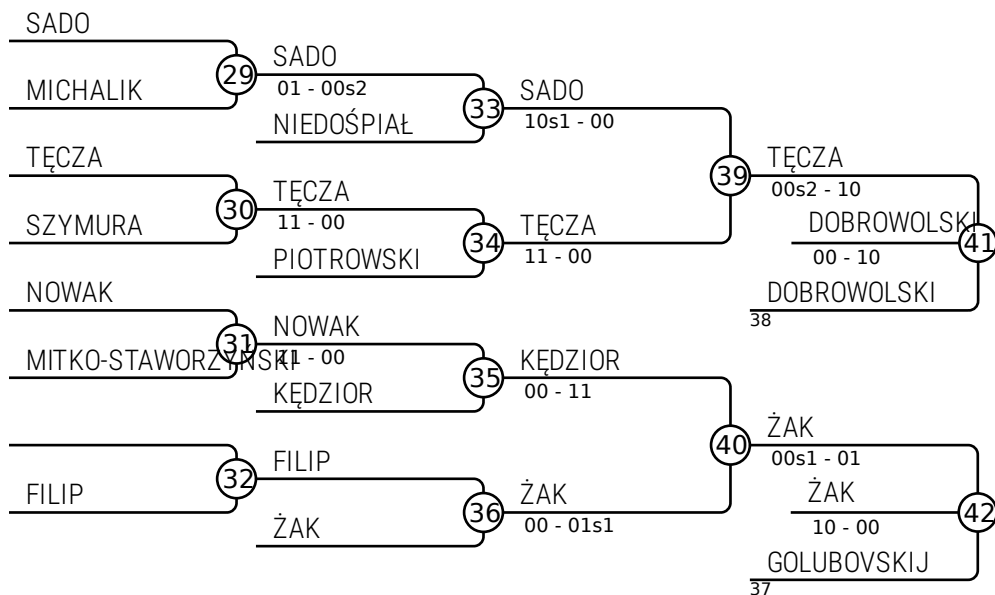 SADO
29
MICHALIK
SADO
01 - 00s2
33
NIEDOŚPIAŁ
SADO
10s1 - 00
TĘCZA
30
SZYMURA
TĘCZA
11 - 00
34
PIOTROWSKI
TĘCZA
11 - 00
39
TĘCZA
00s2 - 10
DOBROWOLSKI
41
00 - 10
DOBROWOLSKI
38
NOWAK
31
MITKO-STAWORZYŃSKI
NOWAK
11 - 00
35
KĘDZIOR
KĘDZIOR
00 - 11
32
FILIP
FILIP
36
ŻAK
ŻAK
00 - 01s1
40
ŻAK
00s1 - 01
ŻAK
42
10 - 00
GOLUBOVSKIJ
37